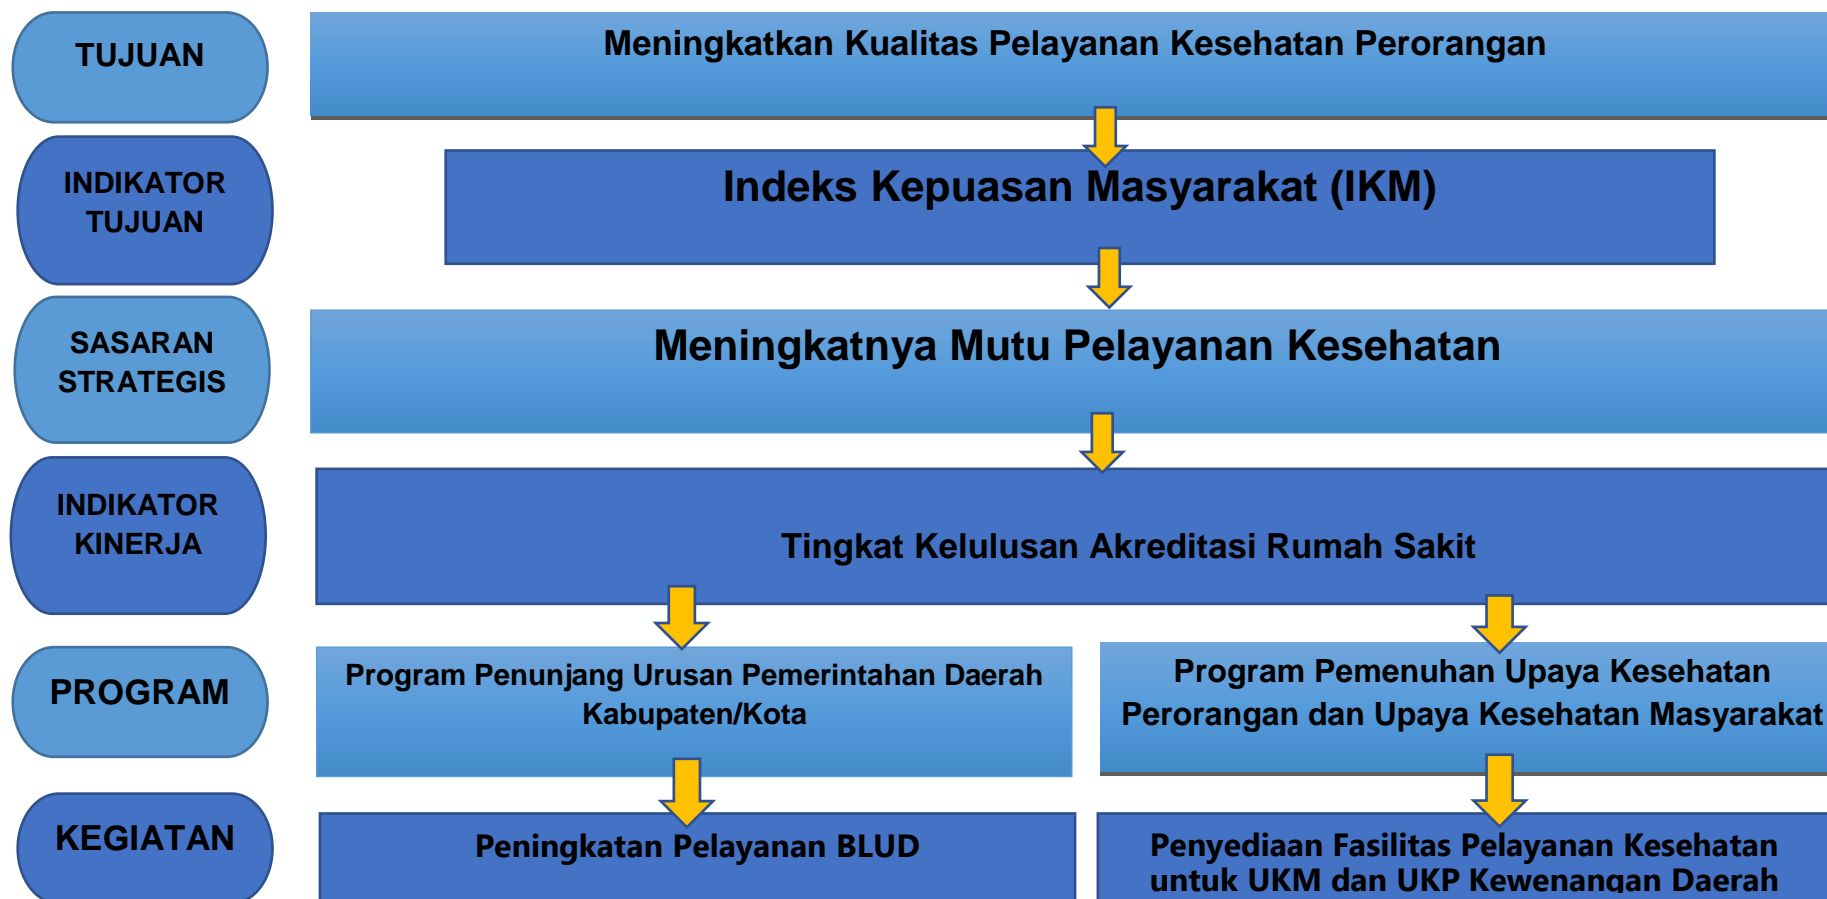 TUJUAN
Meningkatkan Kualitas Pelayanan Kesehatan Perorangan
INDIKATOR
TUJUAN
Indeks Kepuasan Masyarakat (IKM)
SASARAN
STRATEGIS
Meningkatnya Mutu Pelayanan Kesehatan
INDIKATOR
KINERJA
Tingkat Kelulusan Akreditasi Rumah Sakit
PROGRAM
Program Penunjang Urusan Pemerintahan Daerah
Kabupaten/Kota
Program Pemenuhan Upaya Kesehatan
Perorangan dan Upaya Kesehatan Masyarakat
KEGIATAN
Peningkatan Pelayanan BLUD
Penyediaan Fasilitas Pelayanan Kesehatan
untuk UKM dan UKP Kewenangan Daerah